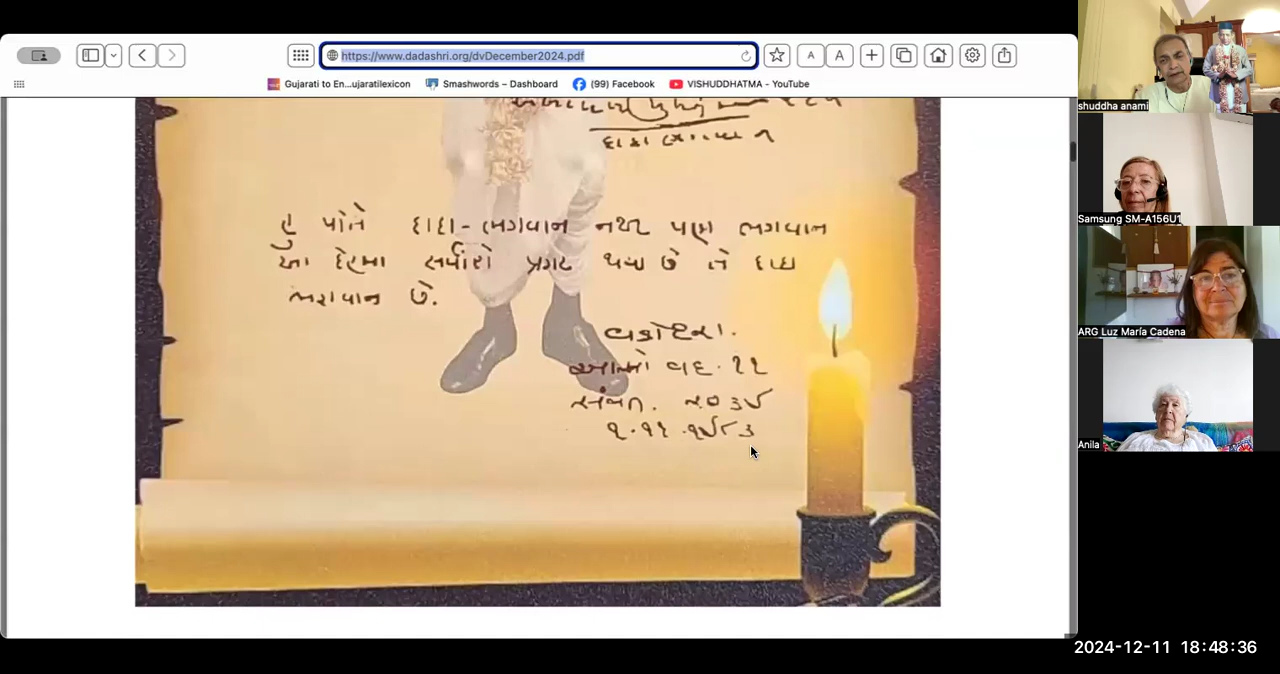 https://www.dadashri.org/dvDecember2024.pdf
A A
Gujarati to En...ujaratilexicon Smashwords – Dashboard (99) Facebook VISHUDDHATMA - YouTube
દાદા ભગવાન
હું પોતે દાદા-ભગવાન નથી પણ ભગવાન
આ દેહમાં સંપૂર્ણ પ્રગટ થયા છે તે દાદા
ભગવાન છે.
વડોદરા.
આસો વદ. ૧૨
સંવત. ૨૦૩૯
૨.૧૧.૧૯૮૩
shuddha anami
Samsung SM-A156U1
ARG Luz María Cadena
Anila
2024-12-11 18:48:36